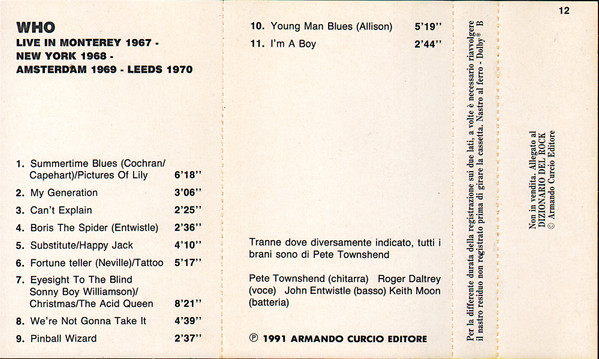 WHO
LIVE IN MONTEREY 1967 -
NEW YORK 1968 -
AMSTERDAM 1969 - LEEDS 1970
1. Summertime Blues (Cochran/
Capehart)/Pictures Of Lily 6'18''
2. My Generation 3'06''
3. Can't Explain 2'25''
4. Boris The Spider (Entwistle) 2'36''
5. Substitute/Happy Jack 4'10''
6. Fortune teller (Neville)/Tattoo 5'17''
7. Eyesight To The Blind
Sonny Boy Williamson)/
Christmas/The Acid Queen 8'21''
8. We're Not Gonna Take It 4'39''
9. Pinball Wizard 2'37''
10. Young Man Blues (Allison) 5'19''
11. I'm A Boy 2'44''
Tranne dove diversamente indicato, tutti i
brani sono di Pete Townshend
Pete Townshend (chitarra) Roger Daltrey
(voce) John Entwistle (basso) Keith Moon
(batteria)
℗ 1991 ARMANDO CURCIO EDITORE
Per la differente durata della registrazione sui due lati, a volte è necessario riavvolgere
il nastro residuo non registrato prima di girare la cassetta. Nastro al ferro - Dolby® B
12
Non in vendita. Allegato al
DIZIONARIO DEL ROCK
© Armando Curcio Editore